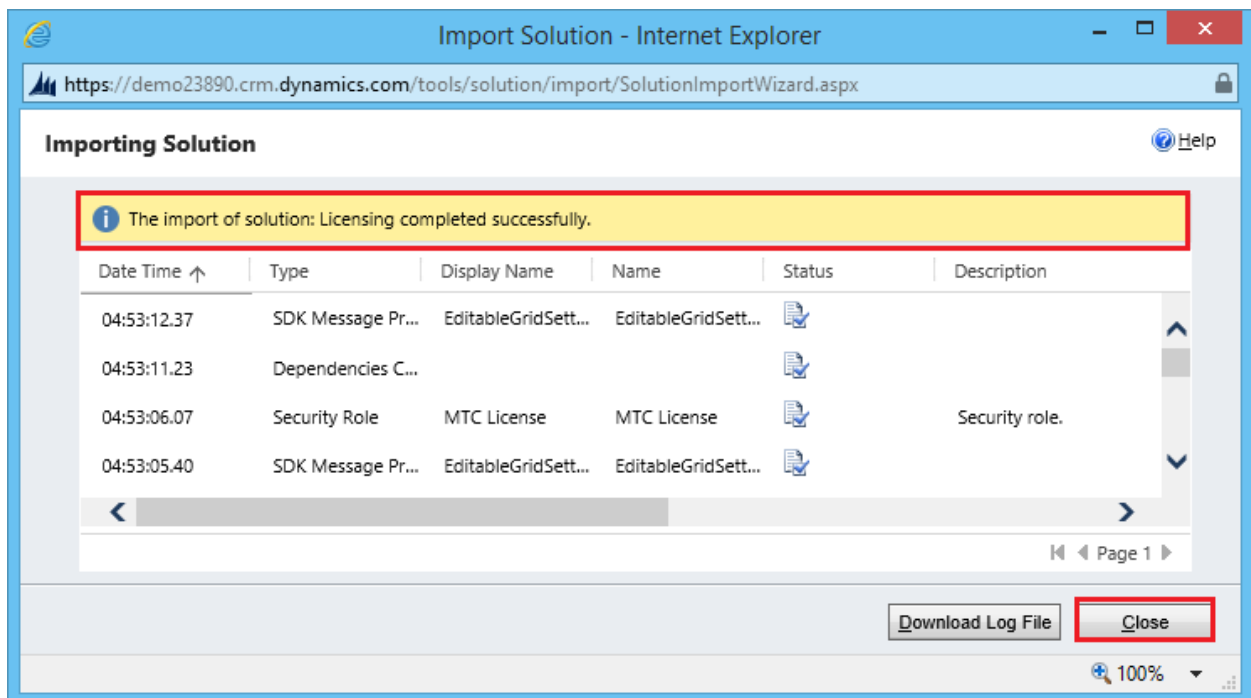 Import Solution - Internet Explorer
https://demo23890.crm.dynamics.com/tools/solution/import/SolutionImportWizard.aspx
Importing Solution
Help
The import of solution: Licensing completed successfully.
Date Time Type Display Name Name Status Description
04:53:12.37 SDK Message Pr... EditableGridSett... EditableGridSett...
04:53:11.23 Dependencies C...
04:53:06.07 Security Role MTC License MTC License Security role.
04:53:05.40 SDK Message Pr... EditableGridSett... EditableGridSett...
Page 1
Download Log File Close
100%